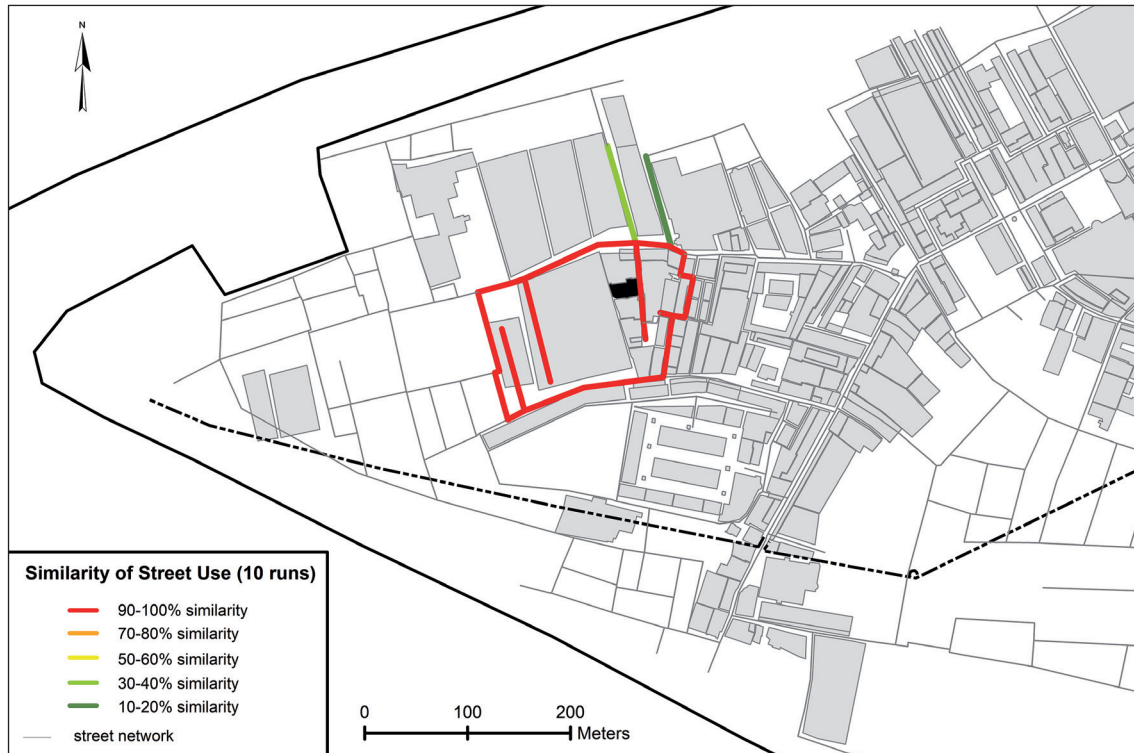 N
Similarity of Street Use (10 runs)
90-100% similarity
70-80% similarity
50-60% similarity
30-40% similarity
10-20% similarity
street network
0 100 200
Meters